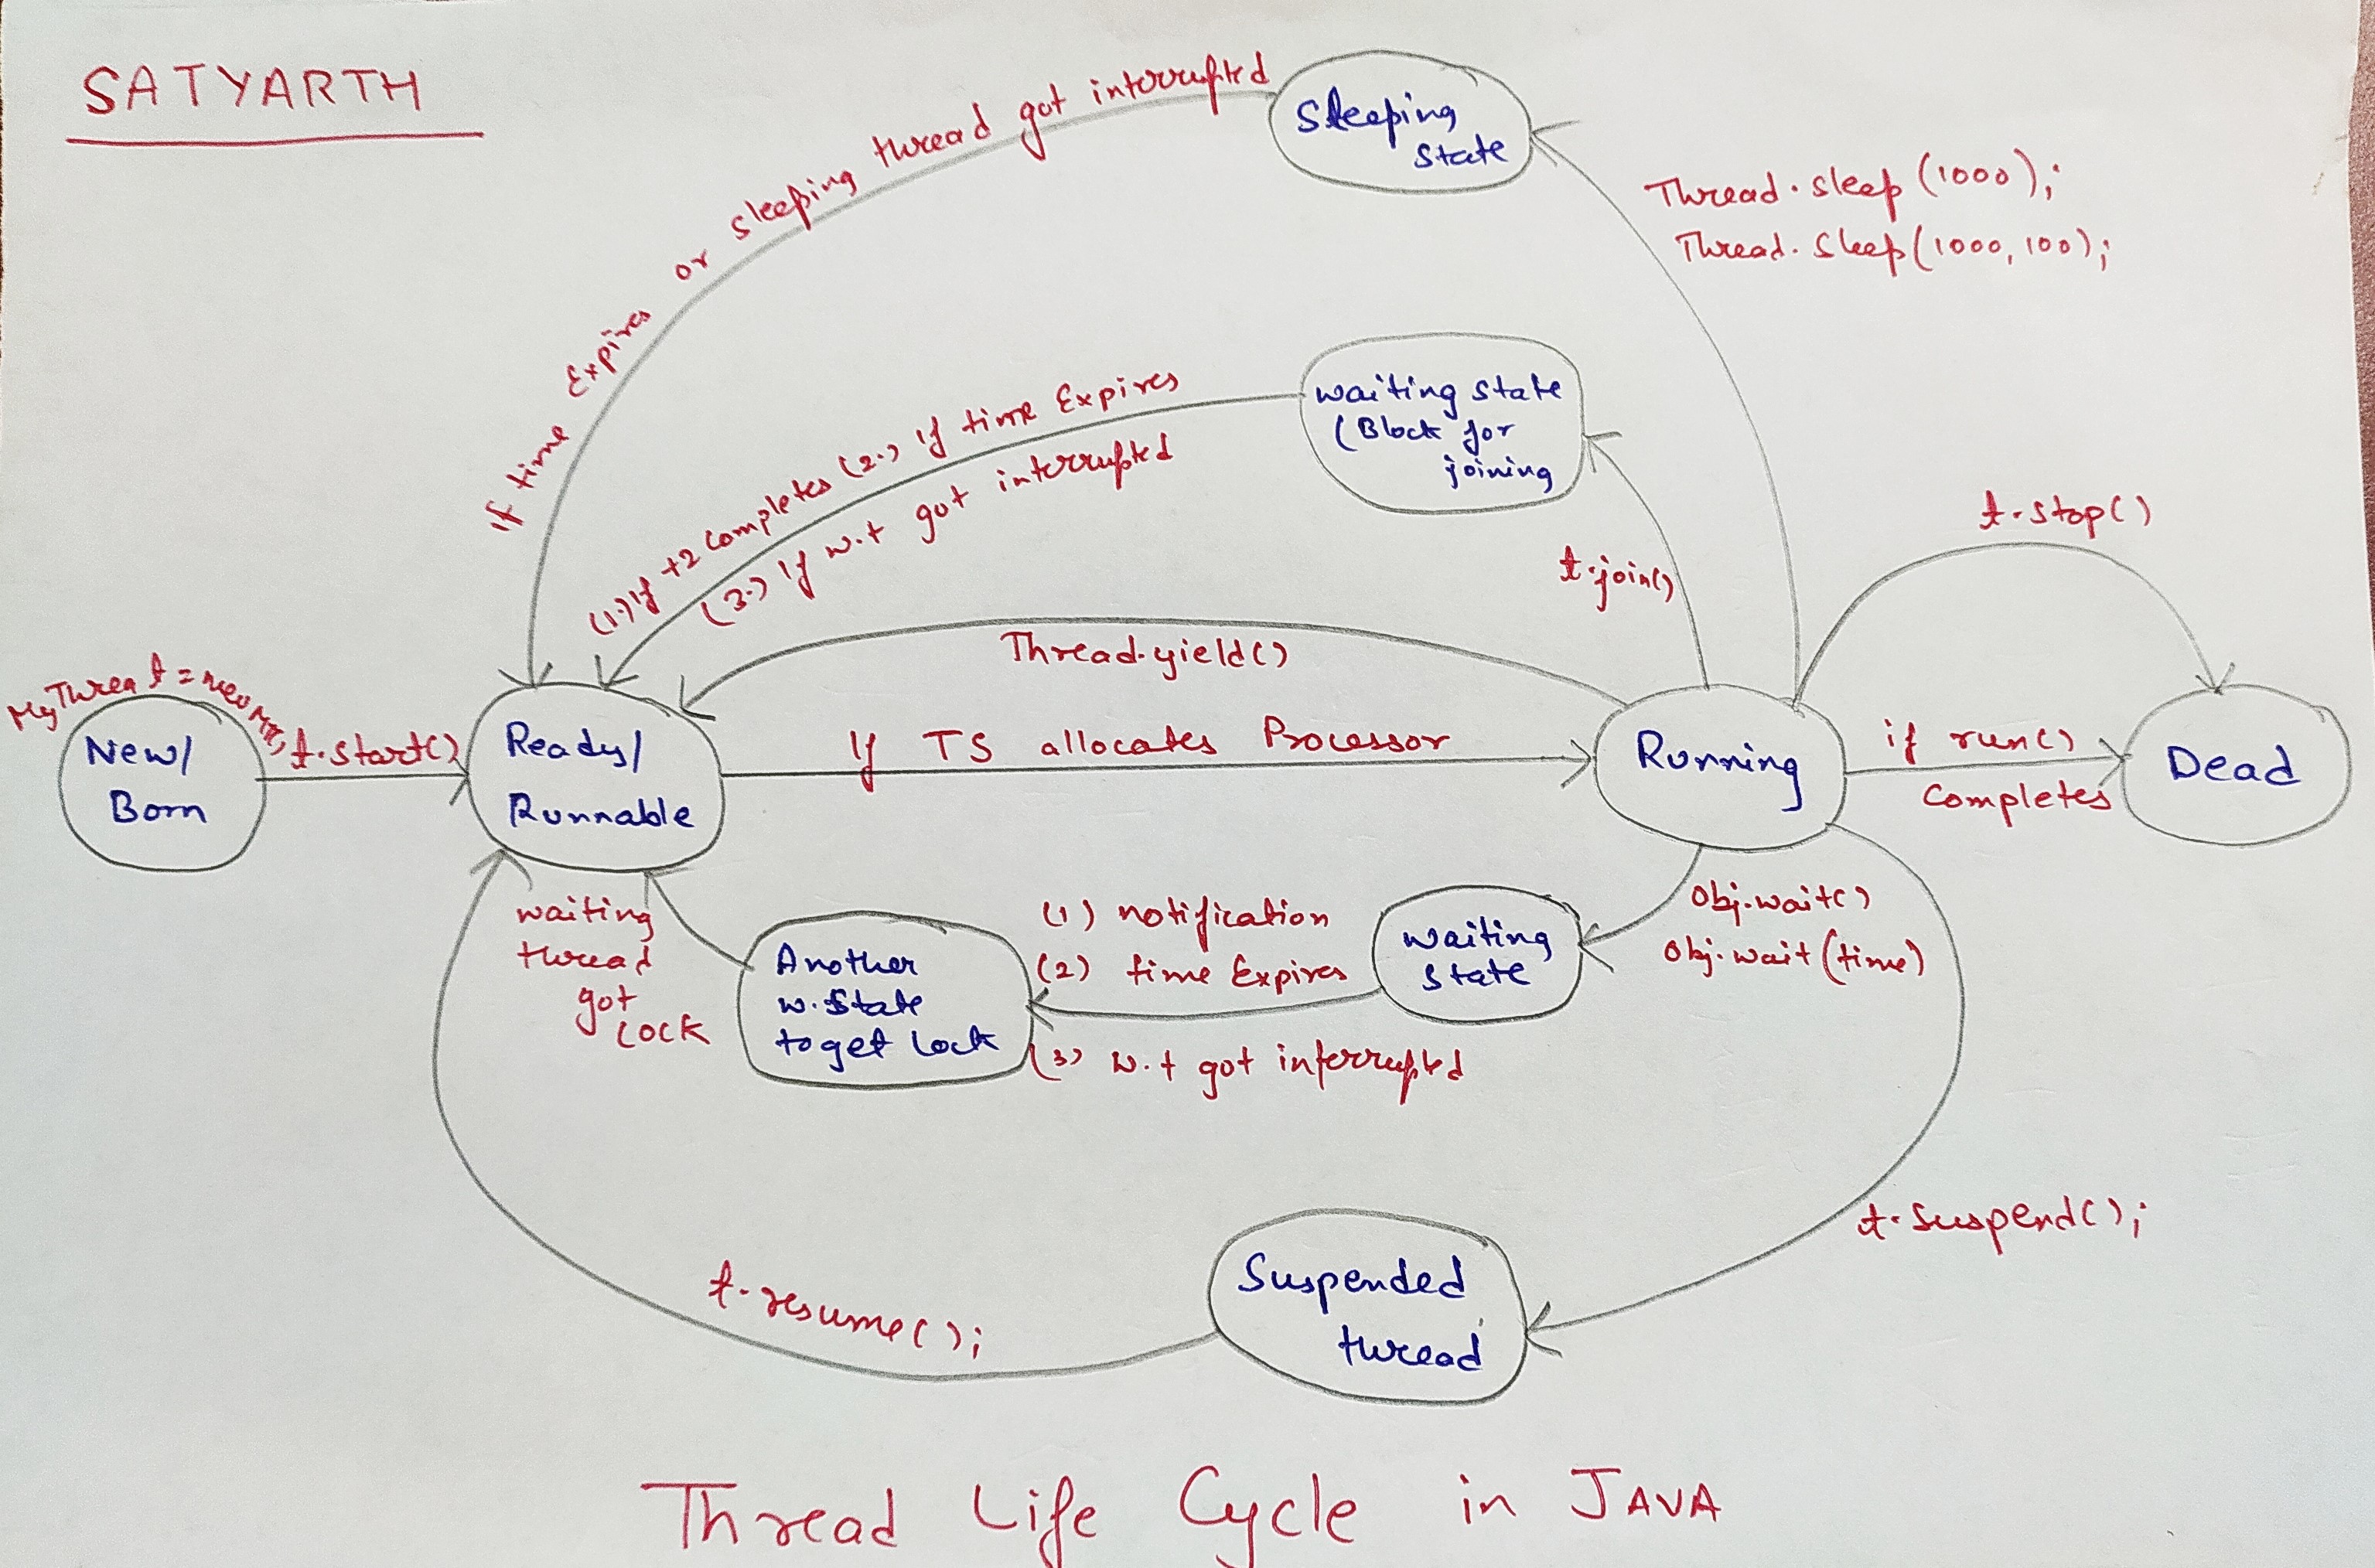 SATYARTH
If time Expires or sleeping thread got interrupted
Sleeping
State
Thread.sleep(1000);
Thread.Sleep(1000,100);
waiting state
(Block for
joining
(1.) If t2 Completes (2.) if time Expires
(3.) If w.t got interrupted
t.join()
t.stop()
Thread.yield()
MyThrea t = new
New/
Born
t.start()
Ready/
Runnable
If TS allocates Processor
Running
if run()
Completes
Dead
waiting
thread
got
LOCK
Another
w.State
to get Lock
(1) notification
(2) time Expires
(3) w.t got interrupted
waiting
State
Obj.wait()
Obj.wait(time)
t.resume();
Suspended
thread
t.suspend();
Thread Life Cycle in JAVA